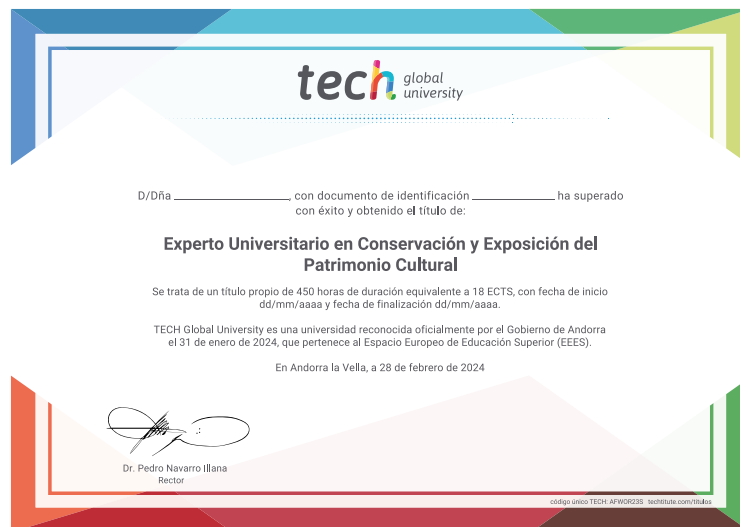 tech global university
D/Dña ____________, con documento de identificación ____________ ha superado
con éxito y obtenido el título de:
Experto Universitario en Conservación y Exposición del
Patrimonio Cultural
Se trata de un título propio de 450 horas de duración equivalente a 18 ECTS, con fecha de inicio
dd/mm/aaaa y fecha de finalización dd/mm/aaaa.
TECH Global University es una universidad reconocida oficialmente por el Gobierno de Andorra
el 31 de enero de 2024, que pertenece al Espacio Europeo de Educación Superior (EEES).
En Andorra la Vella, a 28 de febrero de 2024
Dr. Pedro Navarro Illana
Rector
código único TECH: AFWOR23S techtitute.com/titulos